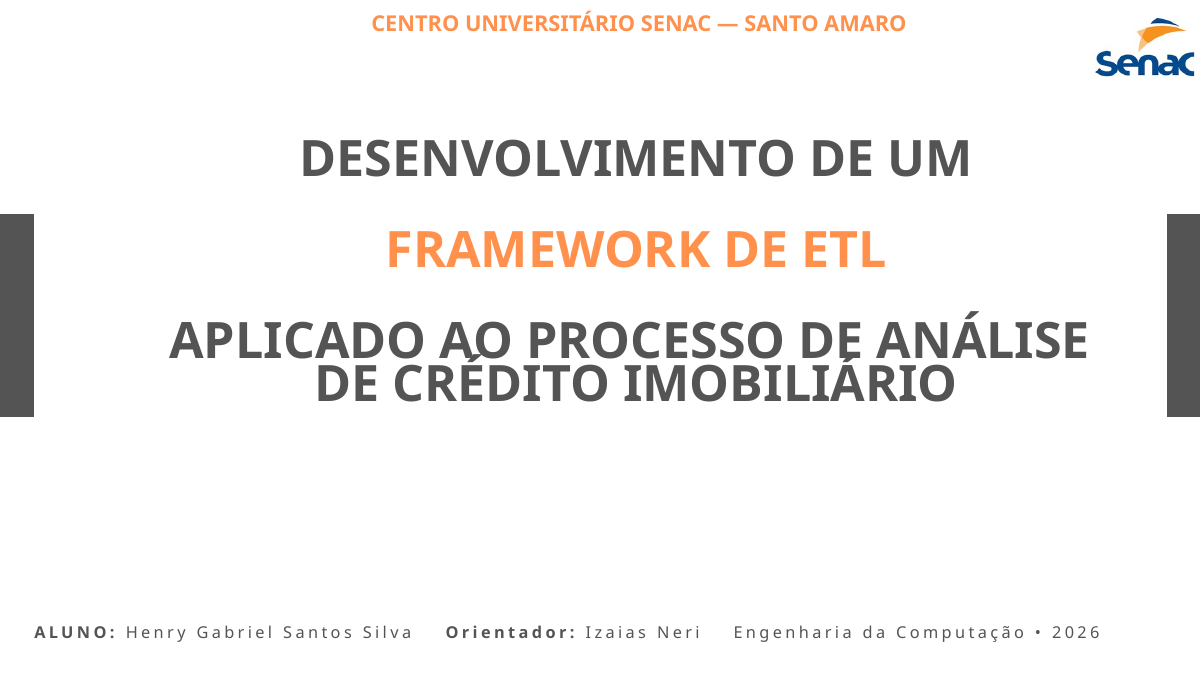 CENTRO UNIVERSITÁRIO SENAC — SANTO AMARO
Senac
DESENVOLVIMENTO DE UM
FRAMEWORK DE ETL
APLICADO AO PROCESSO DE ANÁLISE
DE CRÉDITO IMOBILIÁRIO
ALUNO: Henry Gabriel Santos Silva Orientador: Izaias Neri Engenharia da Computação • 2026